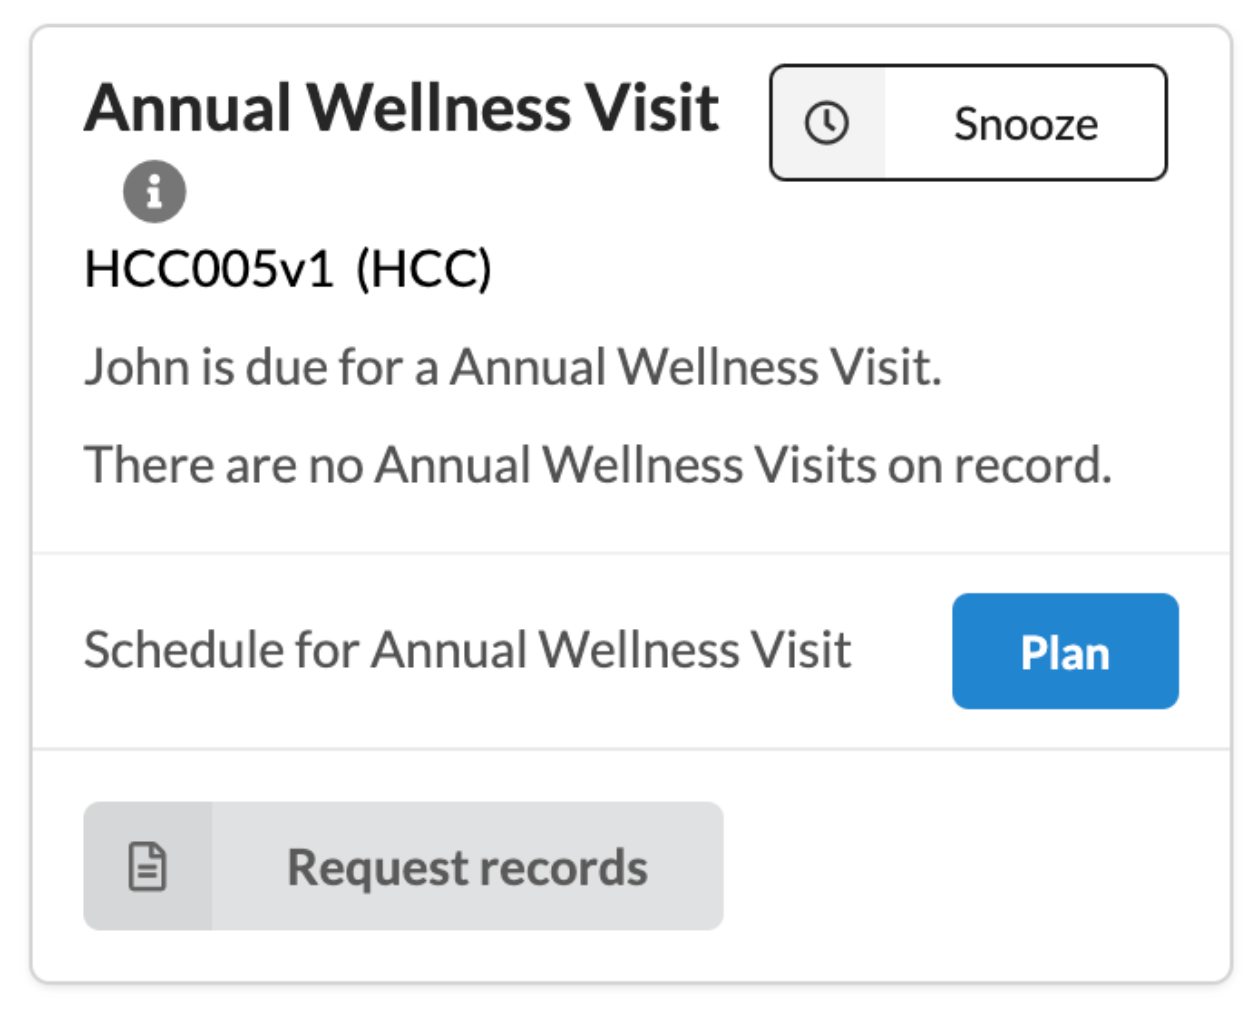 Annual Wellness Visit
Snooze
HCC005v1 (HCC)
John is due for a Annual Wellness Visit.
There are no Annual Wellness Visits on record.
Schedule for Annual Wellness Visit
Plan
Request records